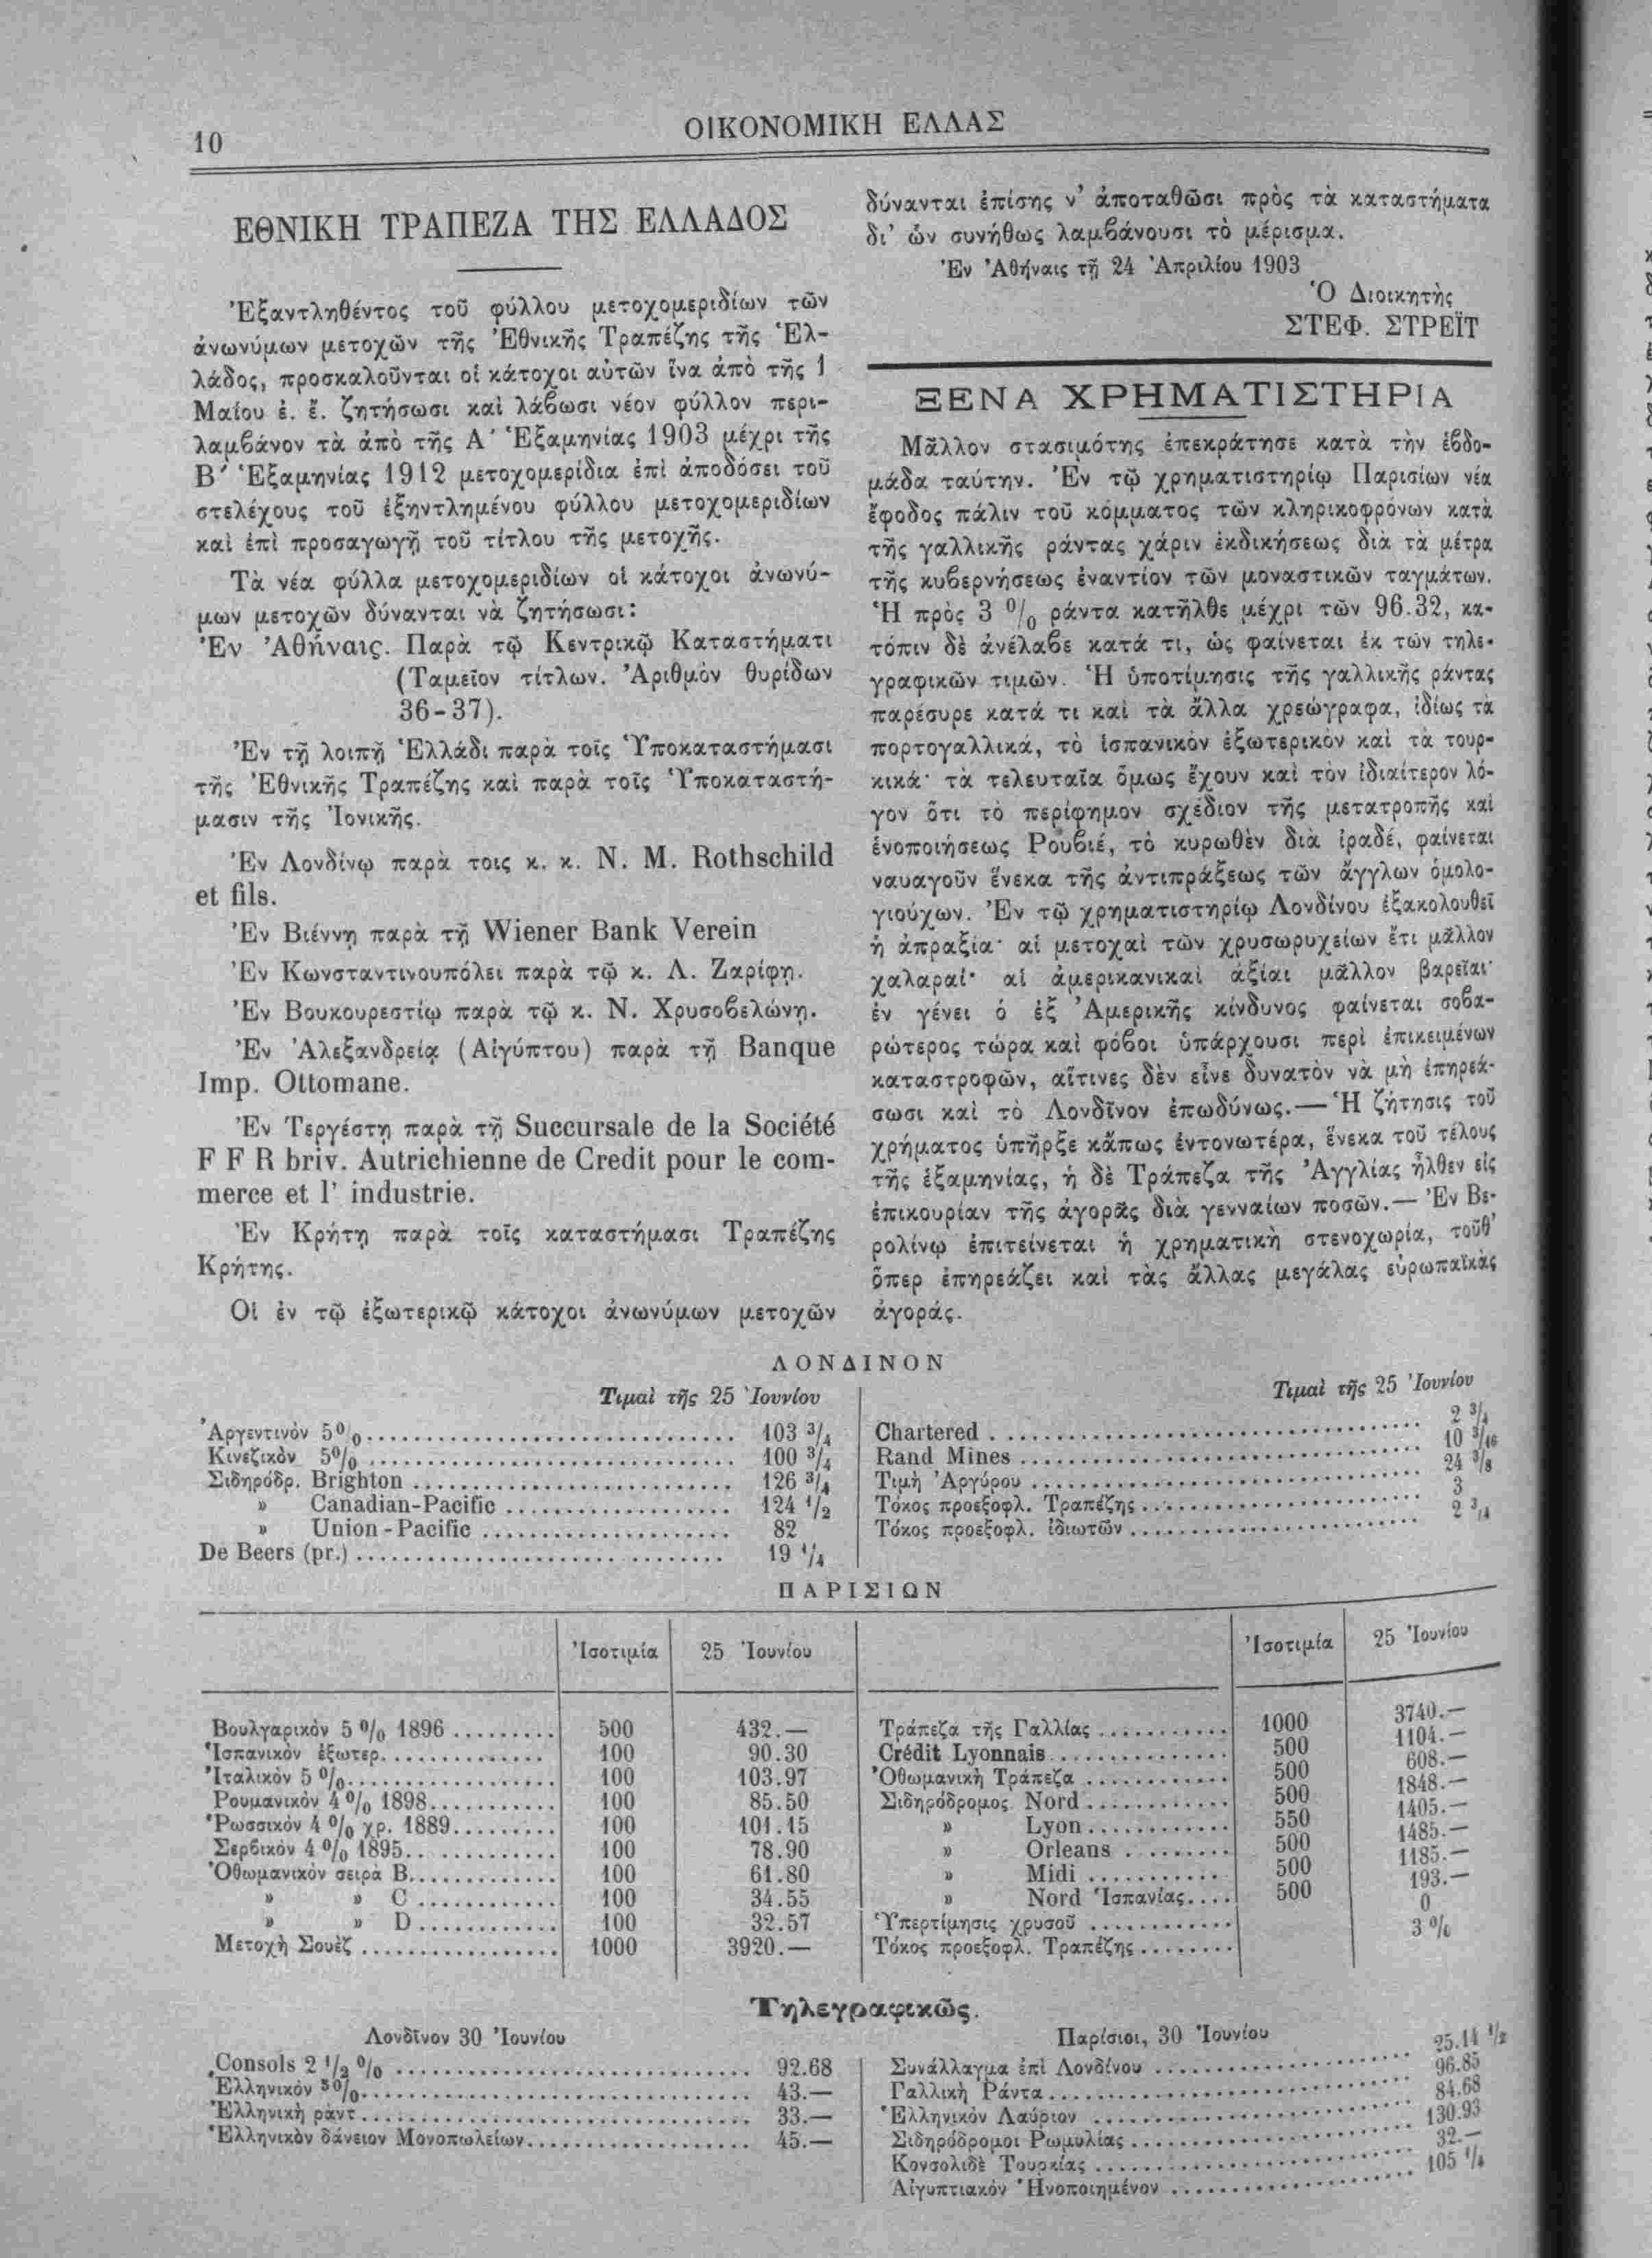 10
ΟΙΚΟΝΟΜΙΚΗ ΕΛΛΑΣ
ΕΘΝΙΚΗ ΤΡΑΠΕΖΑ ΤΗΣ ΕΛΛΑΔΟΣ
Ἐξαντληθέντος τοῦ φύλλου μετοχομεριδίων τῶν
ἀνωνύμων μετοχῶν τῆς Ἐθνικῆς Τραπέζης τῆς Ἑλ-
λάδος, προσκαλοῦνται οἱ κάτοχοι αὐτῶν ἵνα ἀπὸ τῆς 1
Μαΐου ἐ. ἔ. ζητήσωσι καὶ λάβωσι νέον φύλλον περι-
λαμβάνον τὰ ἀπὸ τῆς Α΄ Ἑξαμηνίας 1903 μέχρι τῆς
Β΄ Ἑξαμηνίας 1912 μετοχομερίδια ἐπὶ ἀποδόσει τοῦ
στελέχους τοῦ ἐξηντλημένου φύλλου μετοχομεριδίων
καὶ ἐπὶ προσαγωγῇ τοῦ τίτλου τῆς μετοχῆς.
Τὰ νέα φύλλα μετοχομεριδίων οἱ κάτοχοι ἀνωνύ-
μων μετοχῶν δύνανται νὰ ζητήσωσι:
Ἐν Ἀθήναις. Παρὰ τῷ Κεντρικῷ Καταστήματι
(Ταμεῖον τίτλων. Ἀριθμὸν θυρίδων
36-37).
Ἐν τῇ λοιπῇ Ἑλλάδι παρὰ τοῖς Ὑποκαταστήμασι
τῆς Ἐθνικῆς Τραπέζης καὶ παρὰ τοῖς Ὑποκαταστή-
μασιν τῆς Ἰονικῆς.
Ἐν Λονδίνῳ παρὰ τοις κ. κ. N. M. Rothschild
et fils.
Ἐν Βιέννῃ παρὰ τῇ Wiener Bank Verein
Ἐν Κωνσταντινουπόλει παρὰ τῷ κ. Λ. Ζαρίφῃ.
Ἐν Βουκουρεστίῳ παρὰ τῷ κ. Ν. Χρυσοβελώνῃ.
Ἐν Ἀλεξανδρείᾳ (Αἰγύπτου) παρὰ τῇ Banque
Imp. Ottomane.
Ἐν Τεργέστῃ παρὰ τῇ Succursale de la Société
F F R briv. Autrichienne de Credit pour le com-
merce et l' industrie.
Ἐν Κρήτῃ παρὰ τοῖς καταστήμασι Τραπέζης
Κρήτης.
Οἱ ἐν τῷ ἐξωτερικῷ κάτοχοι ἀνωνύμων μετοχῶν
δύνανται ἐπίσης ν' ἀποταθῶσι πρὸς τὰ καταστήματα
δι' ὧν συνήθως λαμβάνουσι τὸ μέρισμα.
Ἐν Ἀθήναις τῇ 24 Ἀπριλίου 1903
Ὁ Διοικητὴς
ΣΤΕΦ. ΣΤΡΕΪΤ
ΞΕΝΑ ΧΡΗΜΑΤΙΣΤΗΡΙΑ
Μᾶλλον στασιμότης ἐπεκράτησε κατὰ τὴν ἑβδο-
μάδα ταύτην. Ἐν τῷ χρηματιστηρίῳ Παρισίων νέα
ἔφοδος πάλιν τοῦ κόμματος τῶν κληρικοφρόνων κατὰ
τῆς γαλλικῆς ράντας χάριν ἐκδικήσεως διὰ τὰ μέτρα
τῆς κυβερνήσεως ἐναντίον τῶν μοναστικῶν ταγμάτων.
Ἡ πρὸς 3 % ράντα κατῆλθε μέχρι τῶν 96.32, κα-
τόπιν δὲ ἀνέλαβε κατά τι, ὡς φαίνεται ἐκ τῶν τηλε-
γραφικῶν τιμῶν. Ἡ ὑποτίμησις τῆς γαλλικῆς ράντας
παρέσυρε κατά τι καὶ τὰ ἄλλα χρεώγραφα, ἰδίως τὰ
πορτογαλλικά, τὸ ἱσπανικὸν ἐξωτερικὸν καὶ τὰ τουρ-
κικά· τὰ τελευταῖα ὅμως ἔχουν καὶ τὸν ἰδιαίτερον λό-
γον ὅτι τὸ περίφημον σχέδιον τῆς μετατροπῆς καὶ
ἑνοποιήσεως Ρουβιέ, τὸ κυρωθὲν διὰ ἰραδέ, φαίνεται
ναυαγοῦν ἕνεκα τῆς ἀντιπράξεως τῶν ἄγγλων ὁμολο-
γιούχων. Ἐν τῷ χρηματιστηρίῳ Λονδίνου ἐξακολουθεῖ
ἡ ἀπραξία· αἱ μετοχαὶ τῶν χρυσωρυχείων ἔτι μᾶλλον
χαλαραί· αἱ ἀμερικανικαὶ ἀξίαι μᾶλλον βαρεῖαι·
ἐν γένει ὁ ἐξ Ἀμερικῆς κίνδυνος φαίνεται σοβα-
ρώτερος τώρα καὶ φόβοι ὑπάρχουσι περὶ ἐπικειμένων
καταστροφῶν, αἵτινες δὲν εἶνε δυνατὸν νὰ μὴ ἐπηρεά-
σωσι καὶ τὸ Λονδῖνον ἐπωδύνως.— Ἡ ζήτησις τοῦ
χρήματος ὑπῆρξε κἄπως ἐντονωτέρα, ἕνεκα τοῦ τέλους
τῆς ἑξαμηνίας, ἡ δὲ Τράπεζα τῆς Ἀγγλίας ἦλθεν εἰς
ἐπικουρίαν τῆς ἀγορᾶς διὰ γενναίων ποσῶν.— Ἐν Βε-
ρολίνῳ ἐπιτείνεται ἡ χρηματικὴ στενοχωρία, τοῦθ'
ὅπερ ἐπηρεάζει καὶ τὰς ἄλλας μεγάλας εὐρωπαϊκὰς
ἀγοράς.
ΛΟΝΔΙΝΟΝ
Τιμαὶ τῆς 25 Ἰουνίου
Ἀργεντινὸν 5% 103 3/4
Κινεζικὸν 5% 100 3/4
Σιδηρόδρ. Brighton 126 3/4
» Canadian-Pacific 124 1/2
» Union-Pacific 82
De Beers (pr.) 19 1/4
Τιμαὶ τῆς 25 Ἰουνίου
Chartered 2 3/4
Rand Mines 10 3/16
Τιμὴ Ἀργύρου 24 3/8
Τόκος προεξοφλ. Τραπέζης 3
Τόκος προεξοφλ. ἰδιωτῶν 2 3/4
ΠΑΡΙΣΙΩΝ
Ἰσοτιμία 25 Ἰουνίου
Βουλγαρικὸν 5 % 1896 500 432.—
Ἱσπανικὸν ἐξωτερ. 100 90.30
Ἰταλικὸν 5 % 100 103.97
Ρουμανικὸν 4 % 1898 100 85.50
Ῥωσσικὸν 4 % χρ. 1889 100 101.15
Σερβικὸν 4 % 1895 100 78.90
Ὀθωμανικὸν σειρὰ B 100 61.80
» » C 100 34.55
» » D 100 32.57
Μετοχὴ Σουὲζ 1000 3920.—
Ἰσοτιμία 25 Ἰουνίου
Τράπεζα τῆς Γαλλίας 1000 3740.—
Crédit Lyonnais 500 1104.—
Ὀθωμανικὴ Τράπεζα 500 608.—
Σιδηρόδρομος Nord 500 1848.—
» Lyon 550 1405.—
» Orleans 500 1485.—
» Midi 500 1185.—
» Nord Ἱσπανίας 500 193.—
Ὑπερτίμησις χρυσοῦ 0
Τόκος προεξοφλ. Τραπέζης 3 %
Τηλεγραφικῶς.
Λονδῖνον 30 Ἰουνίου
Consols 2 1/2 % 92.68
Ἑλληνικὸν 5% 43.—
Ἑλληνικὴ ράντ 33.—
Ἑλληνικὸν δάνειον Μονοπωλείων 45.—
Παρίσιοι, 30 Ἰουνίου
Συνάλλαγμα ἐπὶ Λονδίνου 25.14 1/2
Γαλλικὴ Ράντα 96.85
Ἑλληνικὸν Λαύριον 84.68
Σιδηρόδρομοι Ρωμυλίας 130.93
Κονσολιδὲ Τουρκίας 32.—
Αἰγυπτιακὸν Ἡνοποιημένον 105 1/4